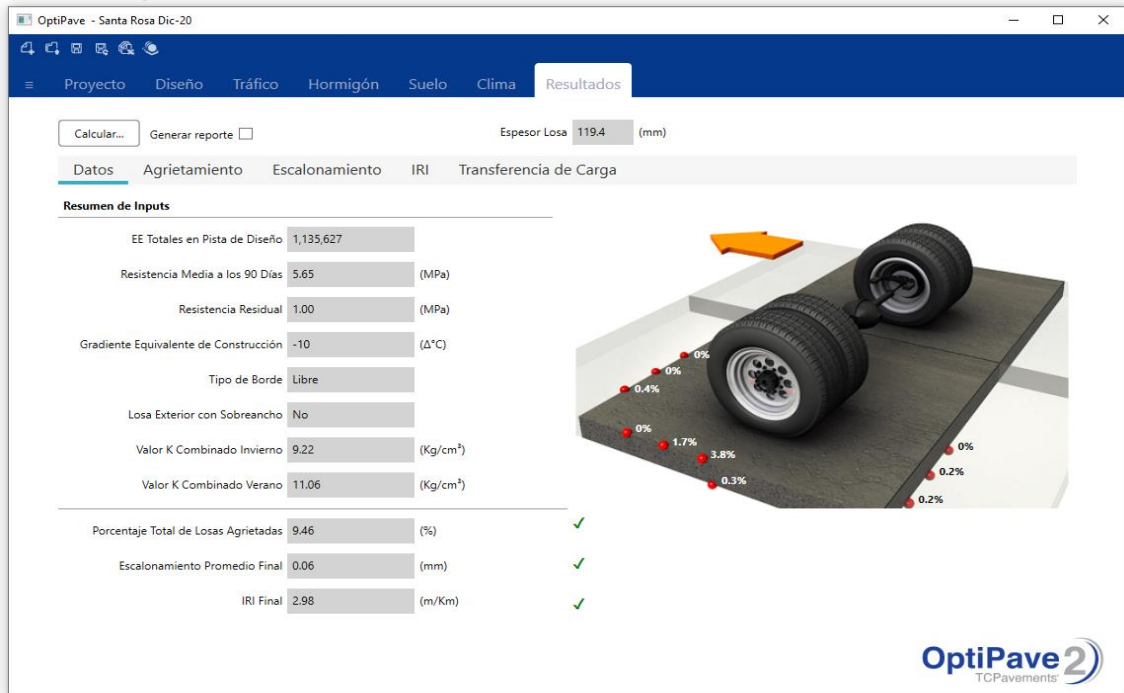 OptiPave - Santa Rosa Dic-20
≡ Proyecto Diseño Tráfico Hormigón Suelo Clima Resultados
Calcular... Generar reporte Espesor Losa 119.4 (mm)
Datos Agrietamiento Escalonamiento IRI Transferencia de Carga
Resumen de Inputs
EE Totales en Pista de Diseño 1,135,627
Resistencia Media a los 90 Días 5.65 (MPa)
Resistencia Residual 1.00 (MPa)
Gradiente Equivalente de Construcción -10 (Δ°C)
Tipo de Borde Libre
Losa Exterior con Sobreancho No
Valor K Combinado Invierno 9.22 (Kg/cm³)
Valor K Combinado Verano 11.06 (Kg/cm³)
Porcentaje Total de Losas Agrietadas 9.46 (%) ✓
Escalonamiento Promedio Final 0.06 (mm) ✓
IRI Final 2.98 (m/Km) ✓
0%
0%
0.4%
0%
1.7%
3.8%
0.3%
0%
0.2%
0.2%
OptiPave 2
TCPavements